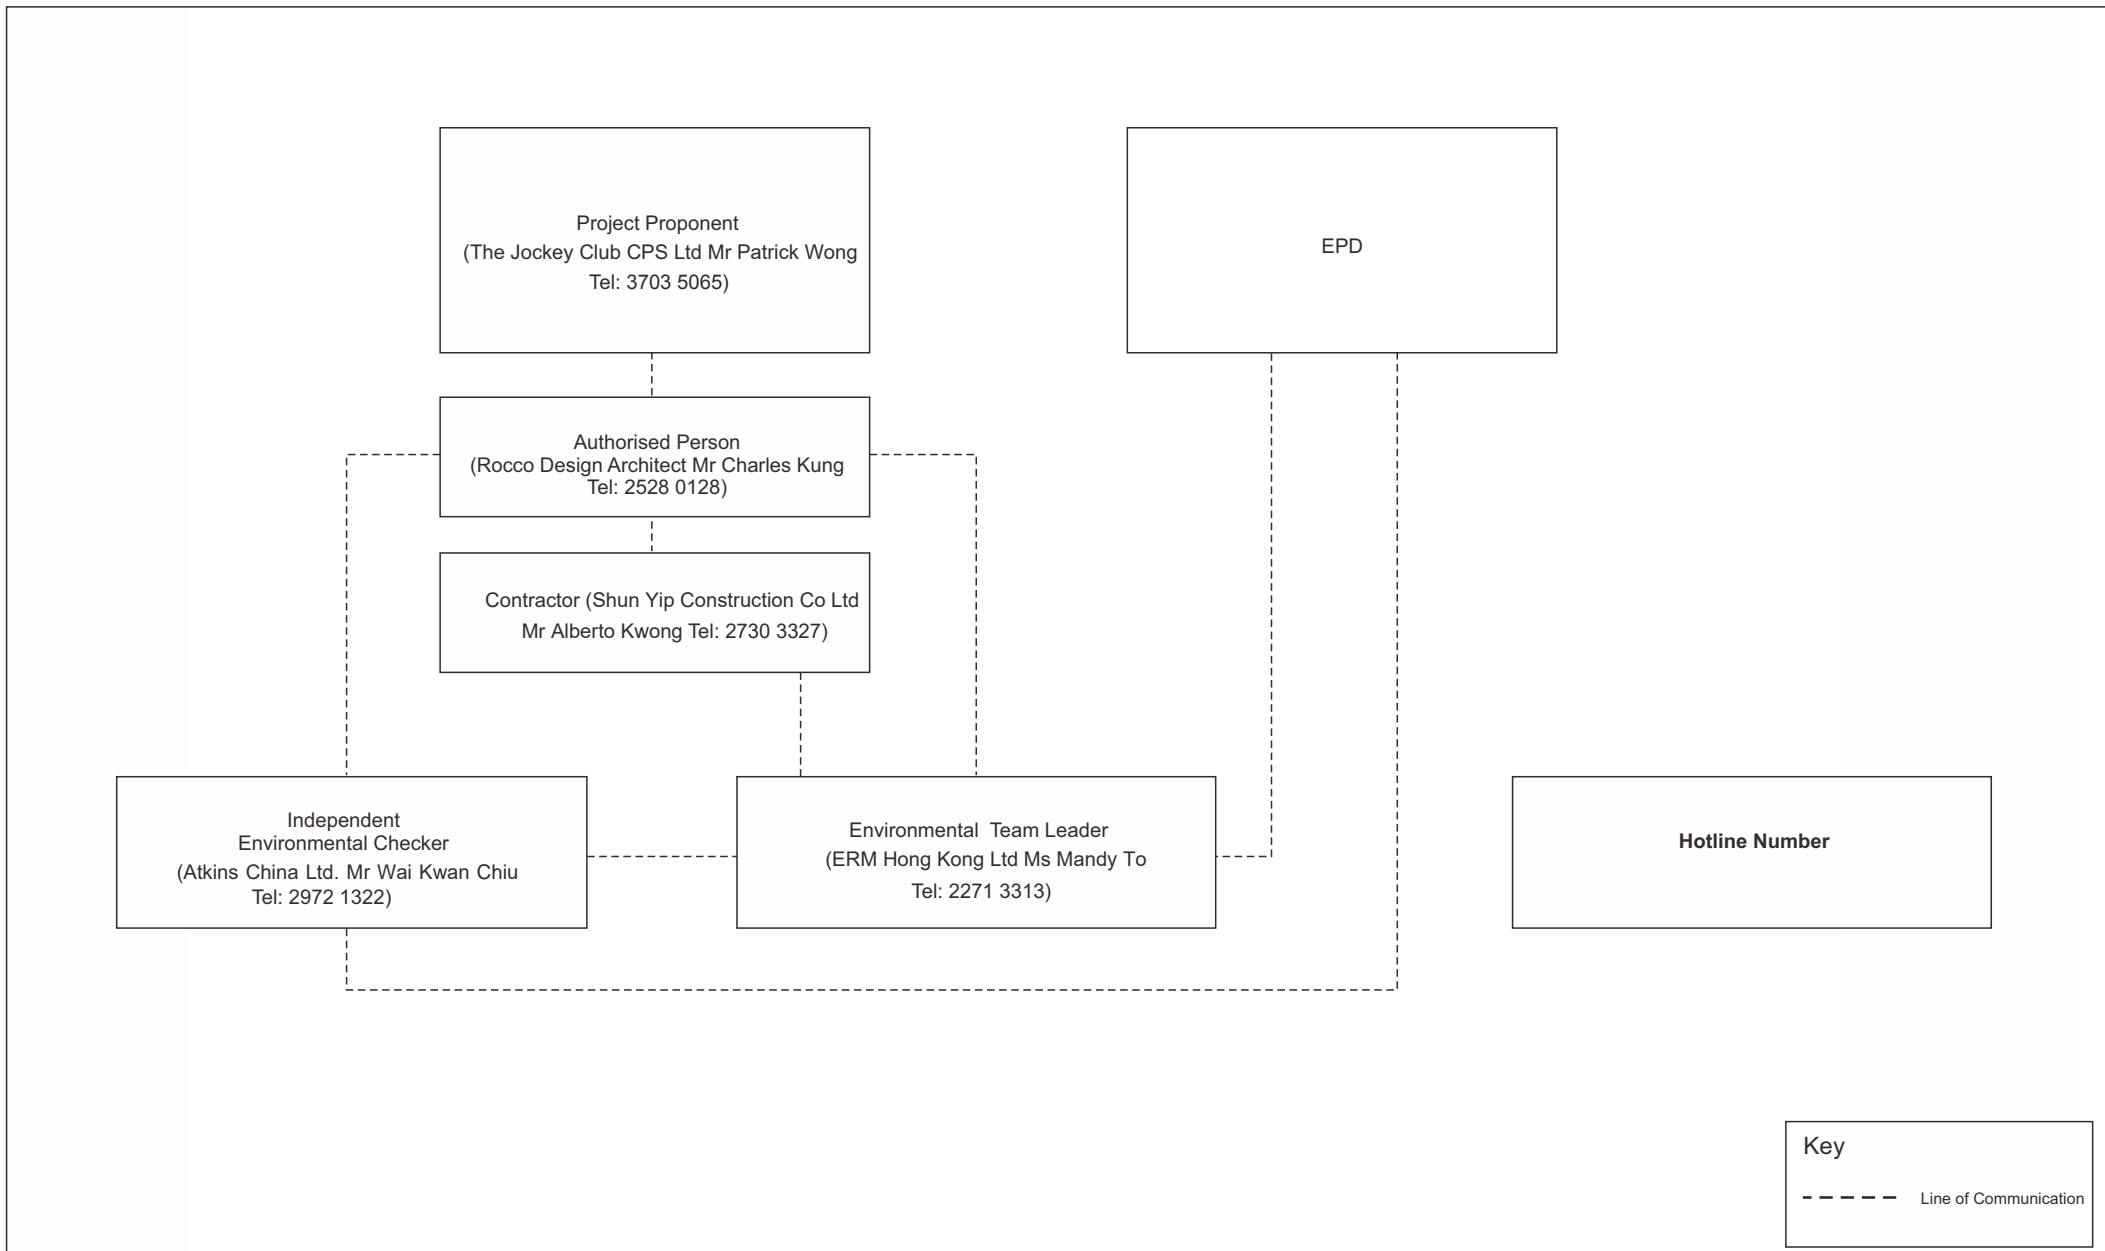 Project Proponent
(The Jockey Club CPS Ltd Mr Patrick Wong
Tel: 3703 5065)
EPD
Authorised Person
(Rocco Design Architect Mr Charles Kung
Tel: 2528 0128)
Contractor (Shun Yip Construction Co Ltd
Mr Alberto Kwong Tel: 2730 3327)
Independent
Environmental Checker
(Atkins China Ltd. Mr Wai Kwan Chiu
Tel: 2972 1322)
Environmental Team Leader
(ERM Hong Kong Ltd Ms Mandy To
Tel: 2271 3313)
Hotline Number
Key
Line of Communication